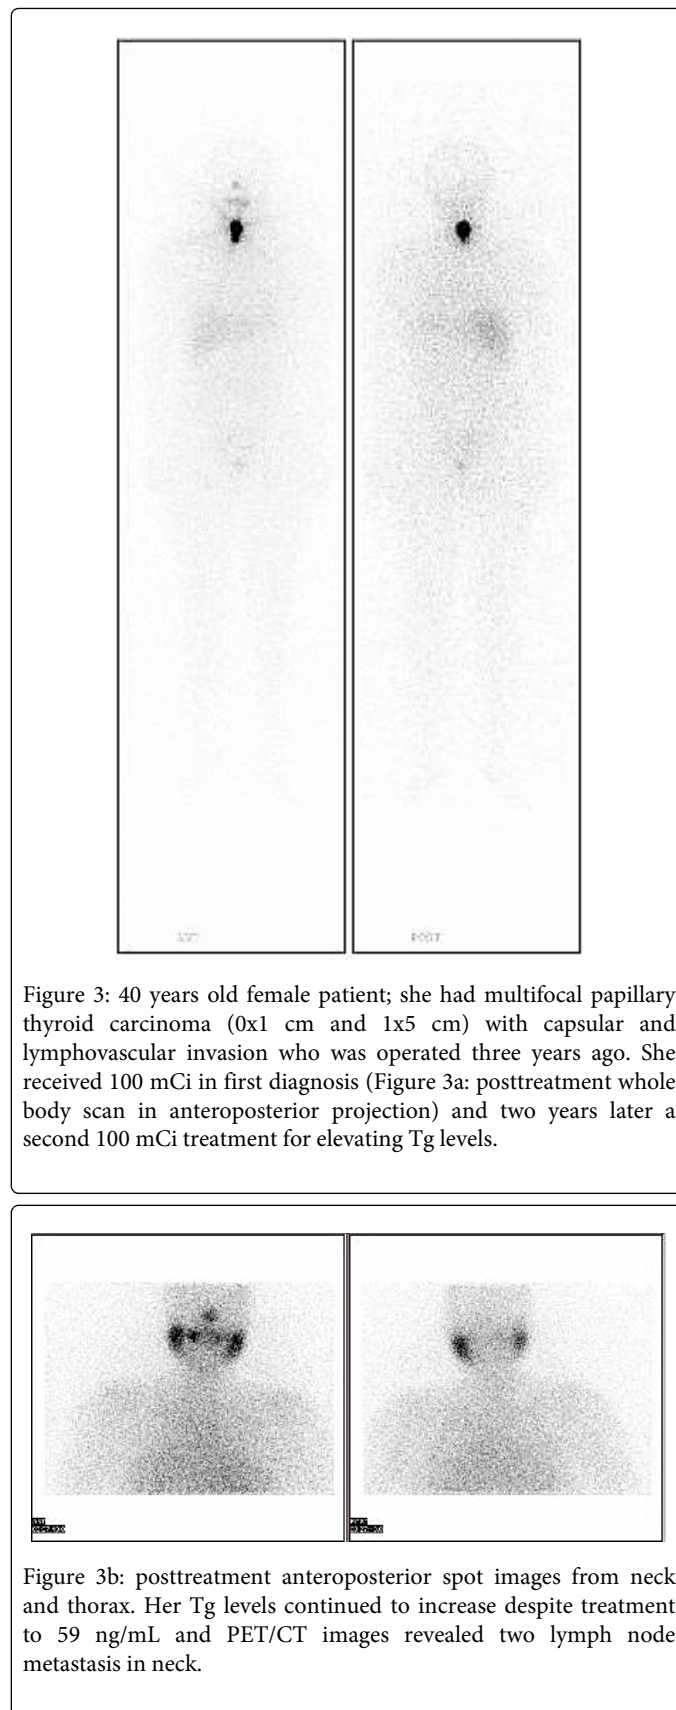 ANT
POST
Figure 3: 40 years old female patient; she had multifocal papillary
thyroid carcinoma (0x1 cm and 1x5 cm) with capsular and
lymphovascular invasion who was operated three years ago. She
received 100 mCi in first diagnosis (Figure 3a: posttreatment whole
body scan in anteroposterior projection) and two years later a
second 100 mCi treatment for elevating Tg levels.
Figure 3b: posttreatment anteroposterior spot images from neck
and thorax. Her Tg levels continued to increase despite treatment
to 59 ng/mL and PET/CT images revealed two lymph node
metastasis in neck.